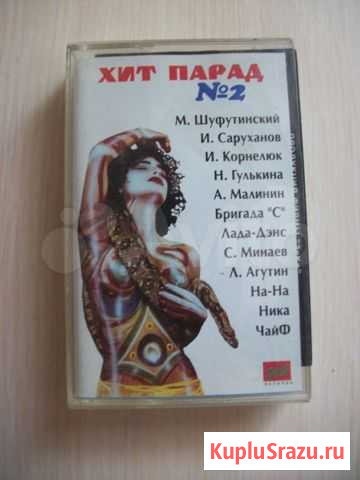 ХИТ ПАРАД
№2
М. Шуфутинский
И. Саруханов
И. Корнелюк
Н. Гулькина
А. Малинин
Бригада "С"
Лада-Дэнс
С. Минаев
Л. Агутин
На-На
Ника
ЧайФ
KupluSrazu.ru